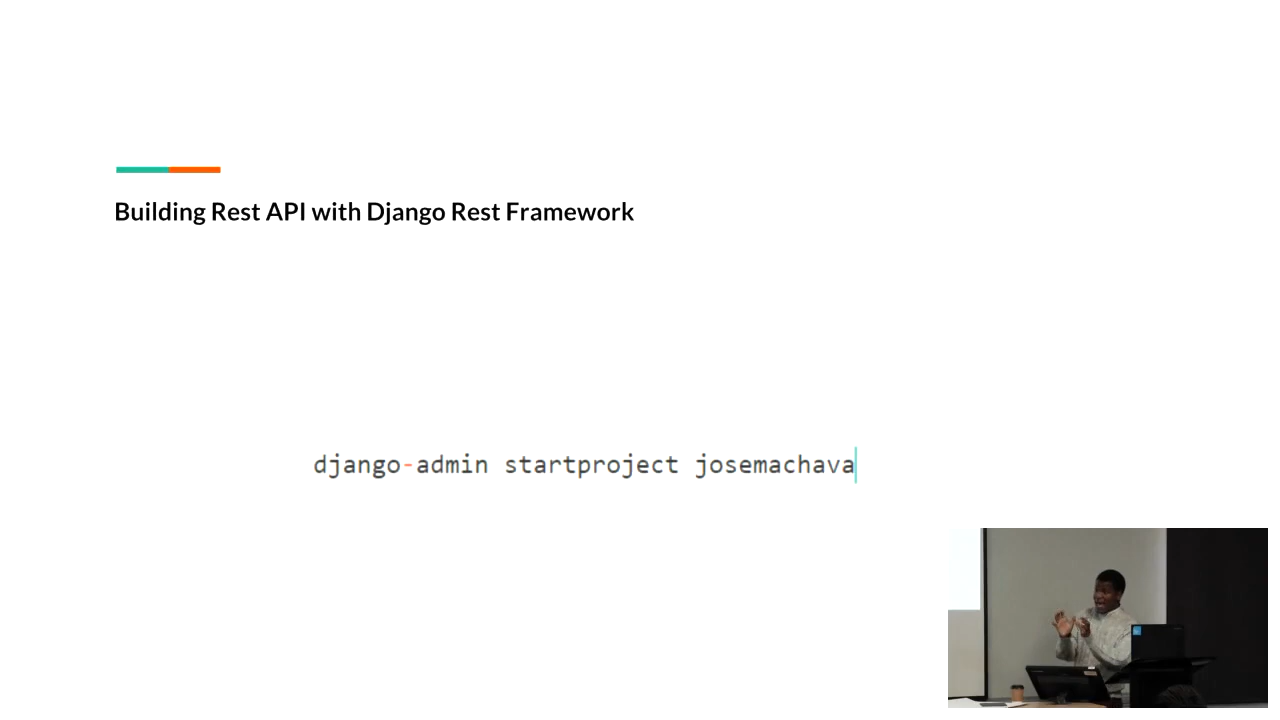 Building Rest API with Django Rest Framework
django-admin startproject josemachava